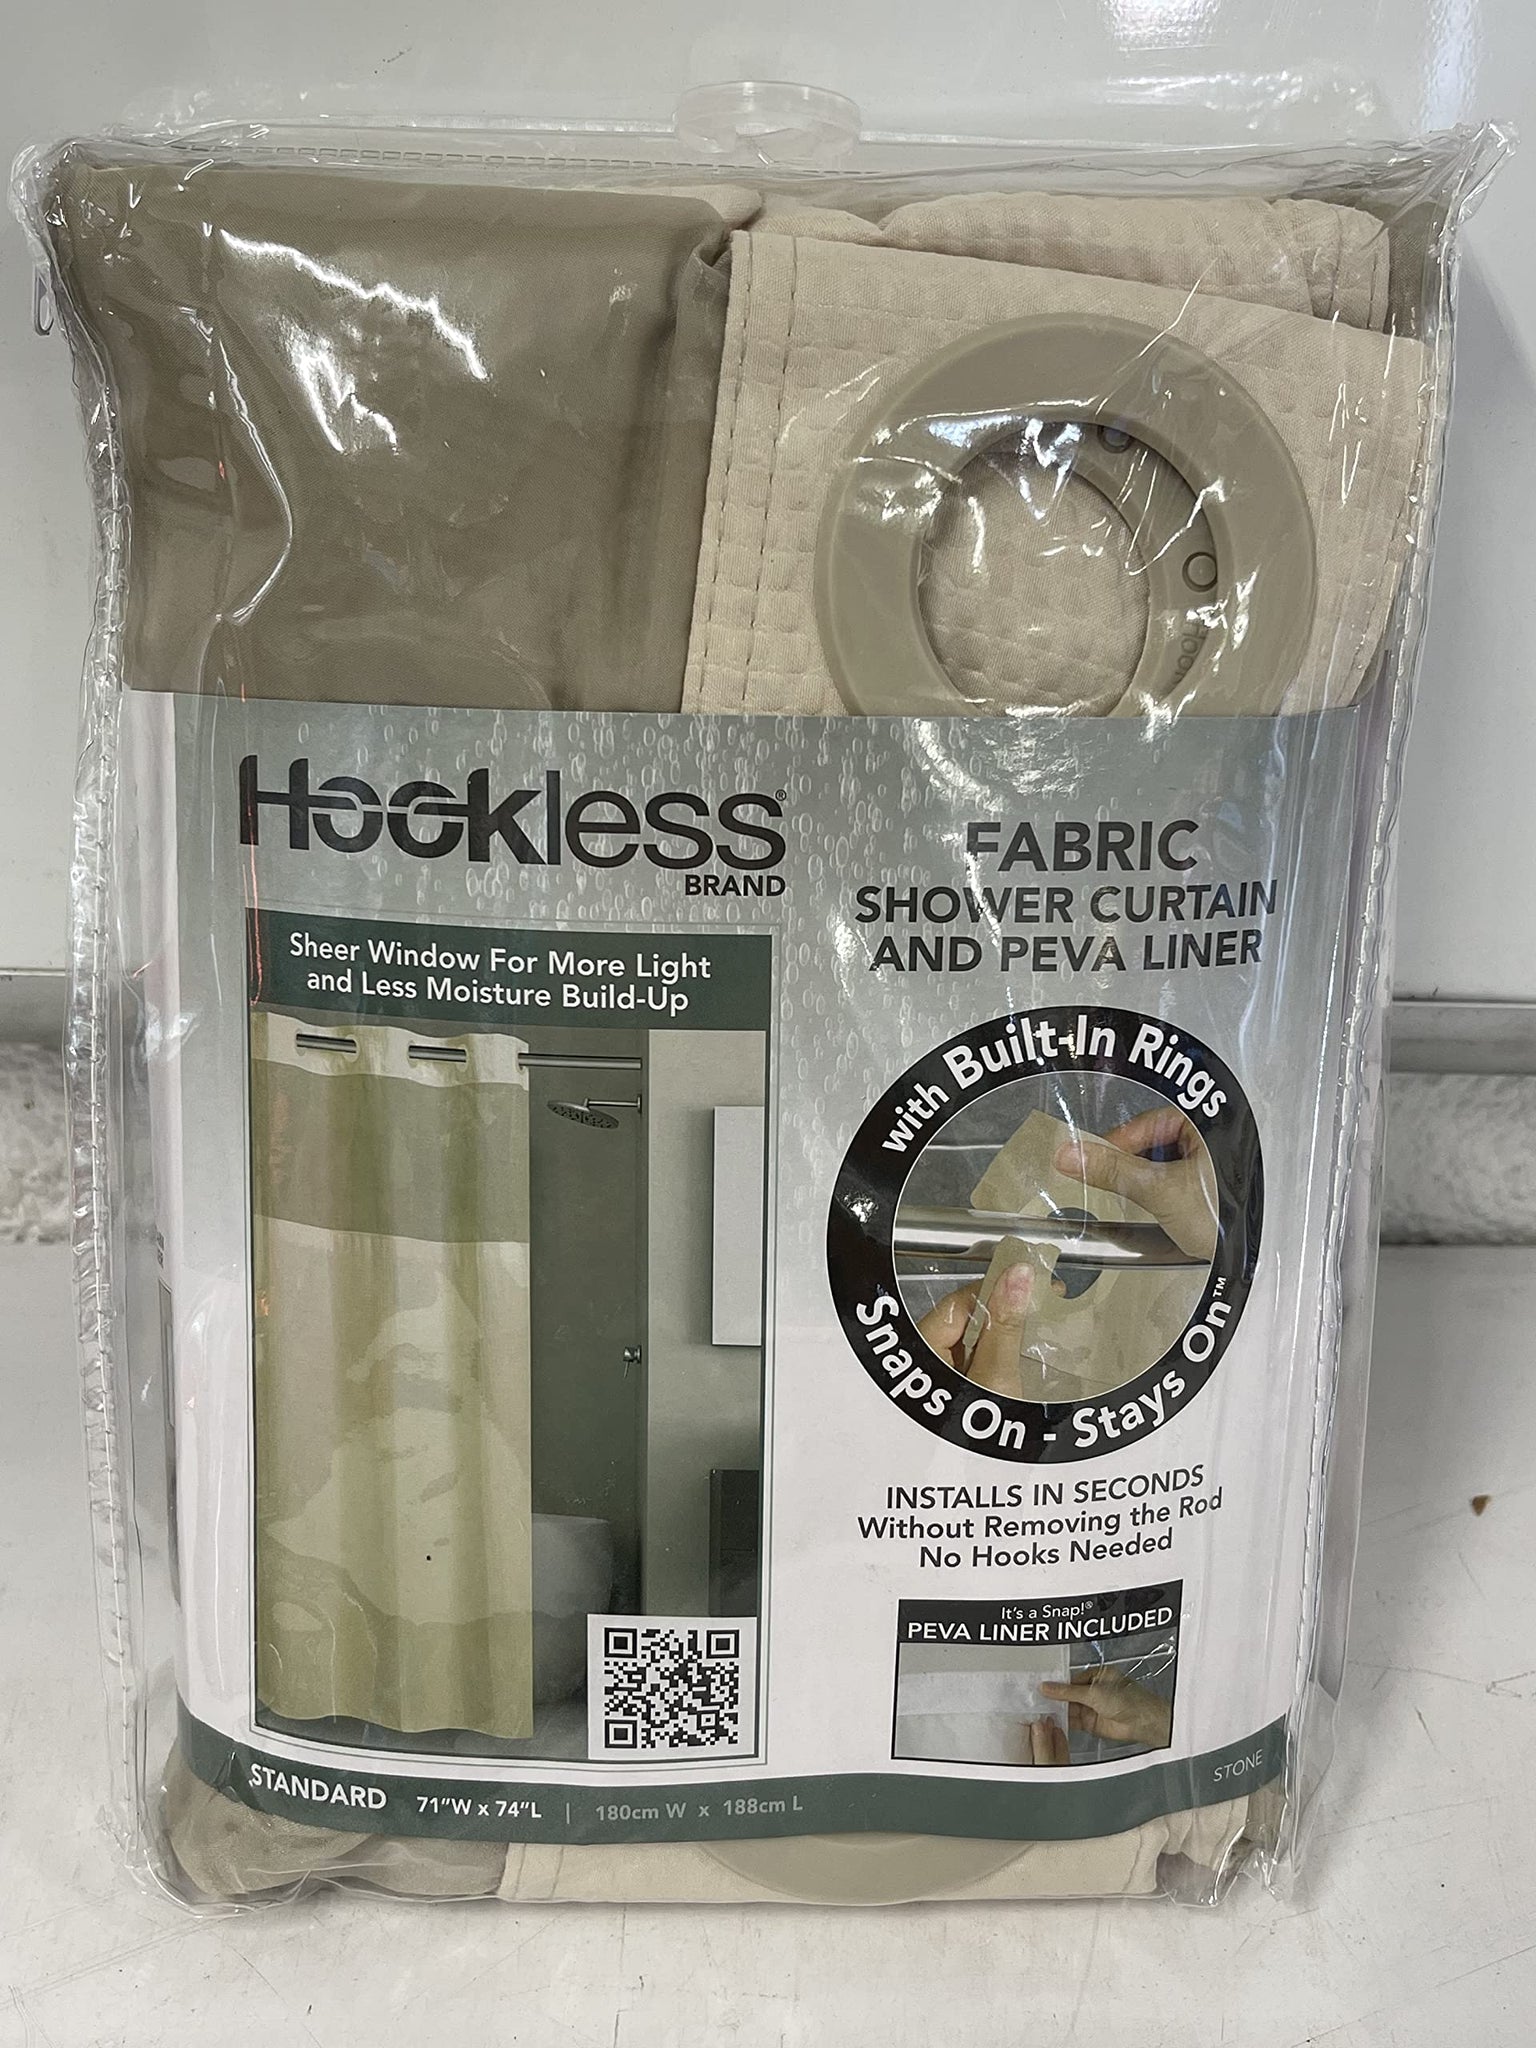 Hookless®
BRAND
FABRIC
SHOWER CURTAIN
AND PEVA LINER
Sheer Window For More Light
and Less Moisture Build-Up
with Built-In Rings
Snaps On - Stays On™
INSTALLS IN SECONDS
Without Removing the Rod
No Hooks Needed
It's a Snap!®
PEVA LINER INCLUDED
STANDARD 71"W x 74"L | 180cm W x 188cm L
STONE